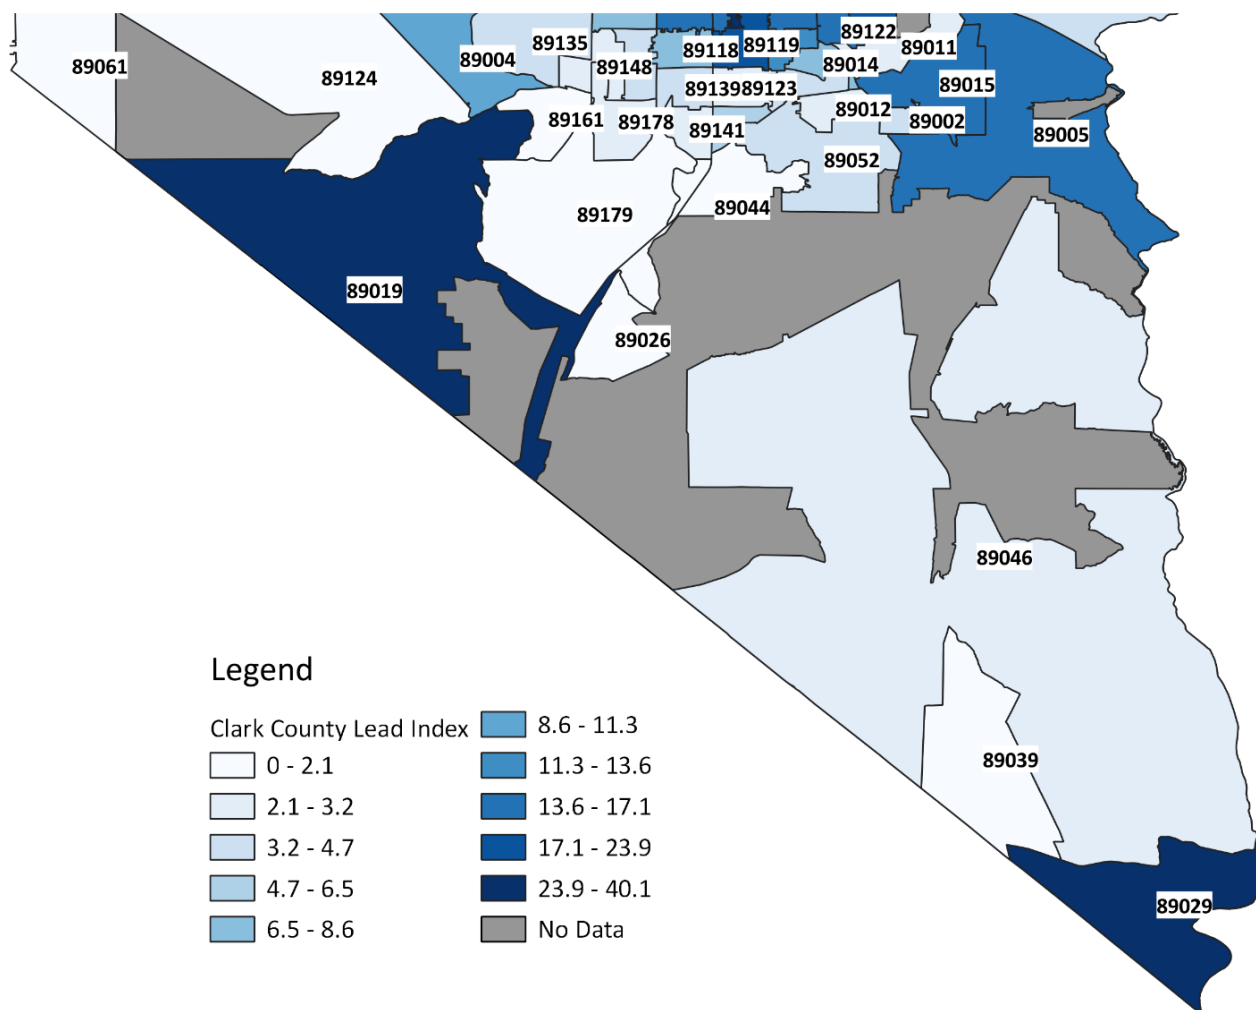 89122
89135
89119
89011
89118
89004
89061
89014
89148
89124
89015
89139
89123
89012
89161
89178
89002
89141
89005
89052
89044
89179
89019
89026
89046
Legend
Clark County Lead Index
0 - 2.1
2.1 - 3.2
3.2 - 4.7
4.7 - 6.5
6.5 - 8.6
8.6 - 11.3
11.3 - 13.6
13.6 - 17.1
17.1 - 23.9
23.9 - 40.1
No Data
89039
89029